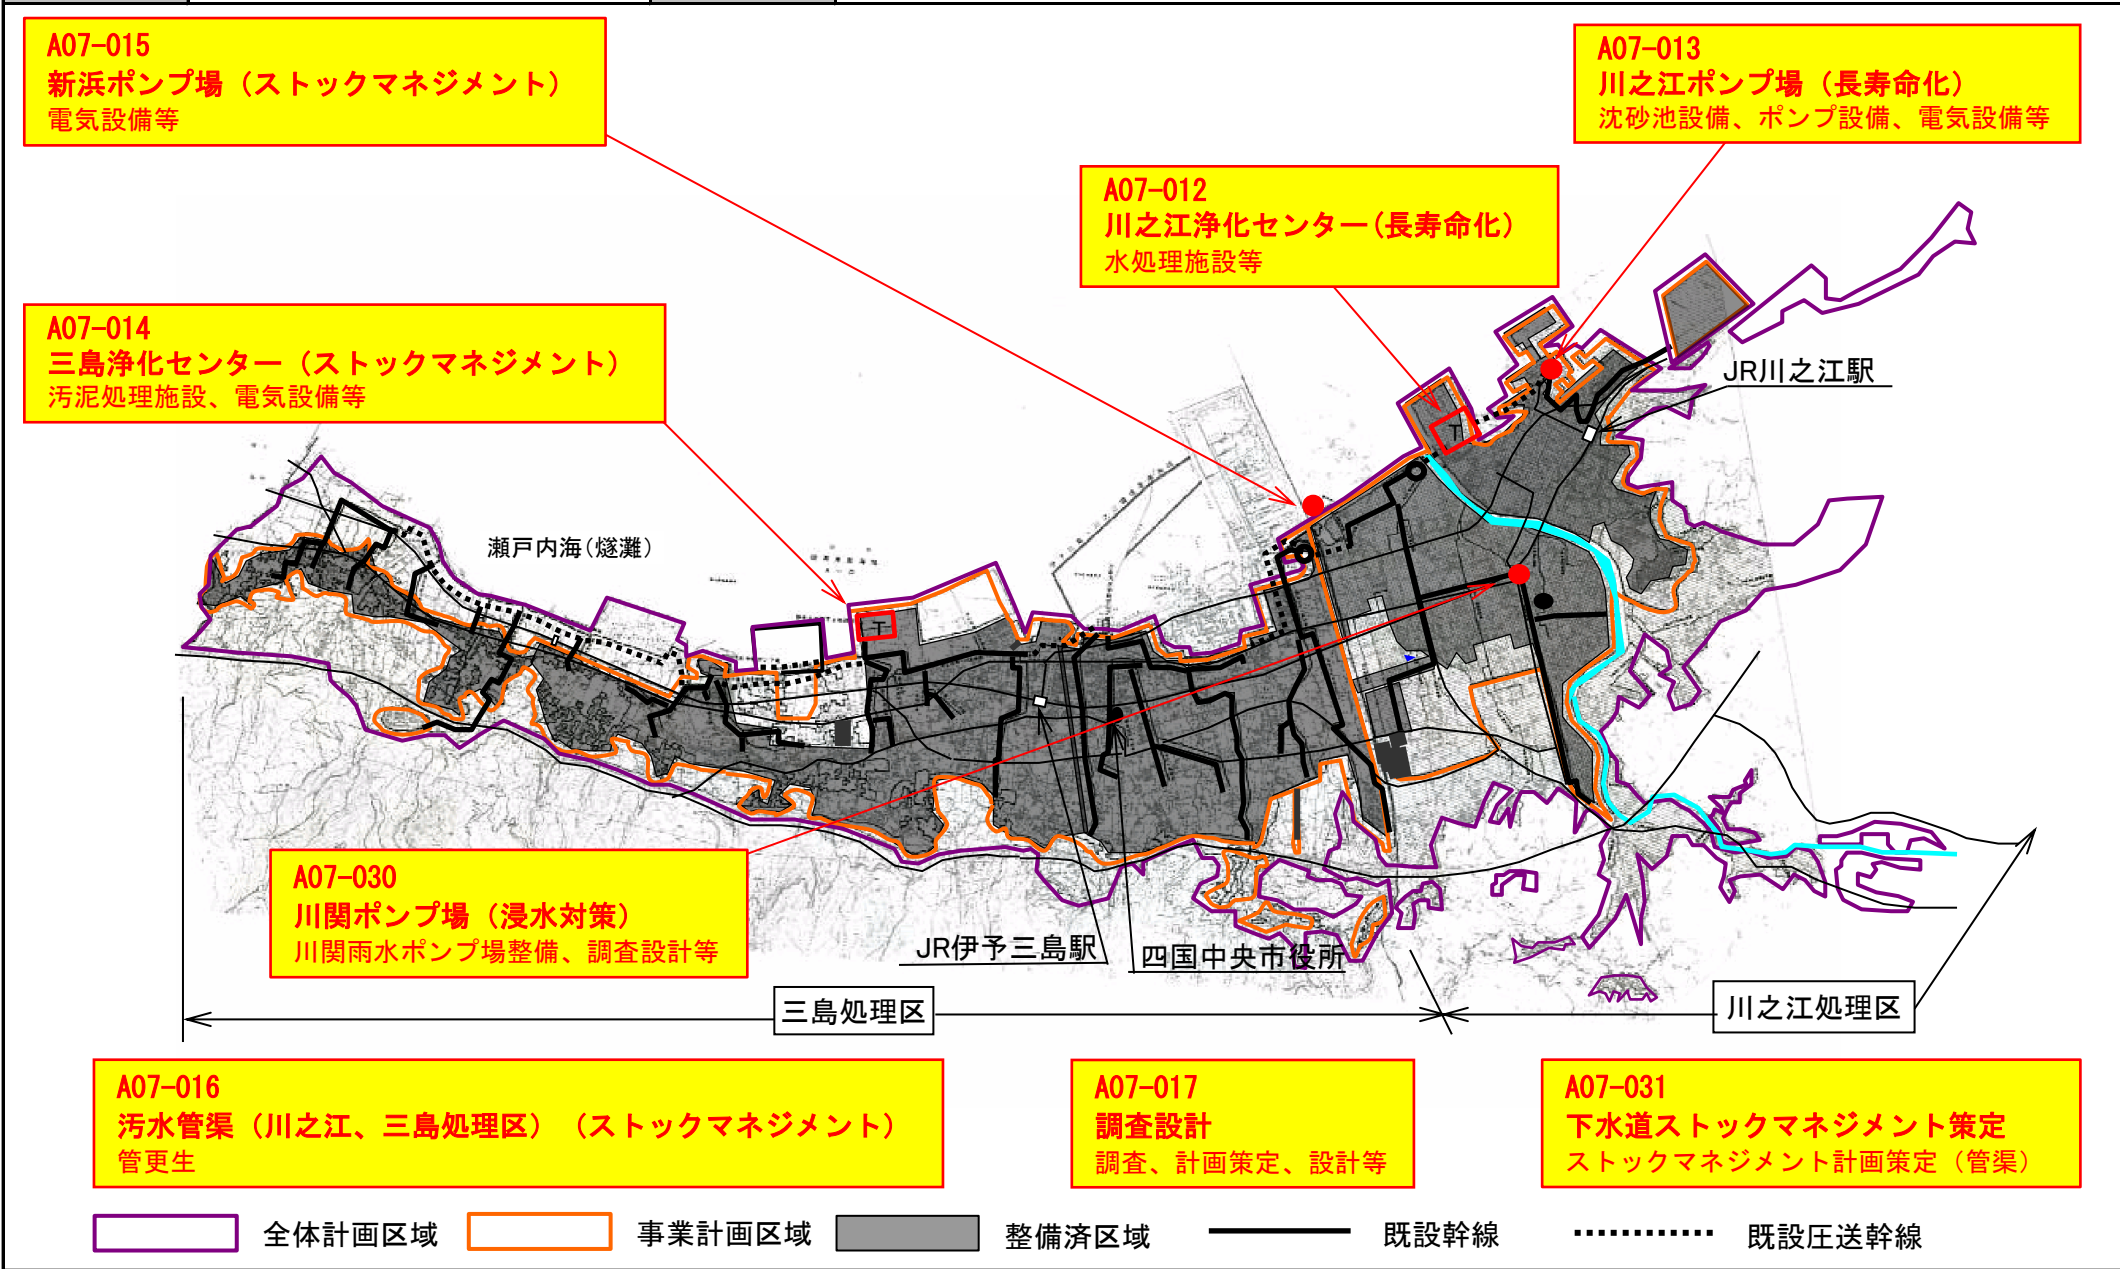 A07-015
新浜ポンプ場（ストックマネジメント）
電気設備等
A07-013
川之江ポンプ場（長寿命化）
沈砂池設備、ポンプ設備、電気設備等
A07-012
川之江浄化センター（長寿命化）
水処理施設等
A07-014
三島浄化センター（ストックマネジメント）
汚泥処理施設、電気設備等
JR川之江駅
瀬戸内海（燧灘）
A07-030
川関ポンプ場（浸水対策）
川関雨水ポンプ場整備、調査設計等
JR伊予三島駅
四国中央市役所
三島処理区
川之江処理区
A07-016
汚水管渠（川之江、三島処理区）（ストックマネジメント）
管更生
A07-017
調査設計
調査、計画策定、設計等
A07-031
下水道ストックマネジメント策定
ストックマネジメント計画策定（管渠）
全体計画区域
事業計画区域
整備済区域
既設幹線
既設圧送幹線